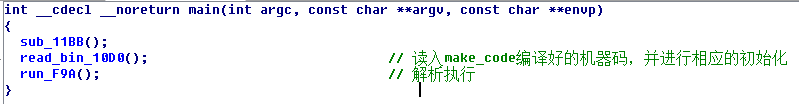 int __cdecl __noreturn main(int argc, const char **argv, const char **envp)
{
sub_11BB();
read_bin_10D0(); // 读入make_code编译好的机器码，并进行相应的初始化
run_F9A(); // 解析执行
}